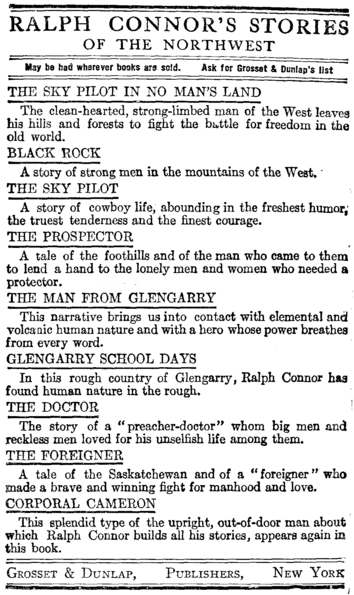 RALPH CONNOR'S STORIES
OF THE NORTHWEST
May be had wherever books are sold. Ask for Grosset & Dunlap's list
THE SKY PILOT IN NO MAN'S LAND
The clean-hearted, strong-limbed man of the West leaves
his hills and forests to fight the battle for freedom in the
old world.
BLACK ROCK
A story of strong men in the mountains of the West.
THE SKY PILOT
A story of cowboy life, abounding in the freshest humor,
the truest tenderness and the finest courage.
THE PROSPECTOR
A tale of the foothills and of the man who came to them
to lend a hand to the lonely men and women who needed a
protector.
THE MAN FROM GLENGARRY
This narrative brings us into contact with elemental and
volcanic human nature and with a hero whose power breathes
from every word.
GLENGARRY SCHOOL DAYS
In this rough country of Glengarry, Ralph Connor has
found human nature in the rough.
THE DOCTOR
The story of a "preacher-doctor" whom big men and
reckless men loved for his unselfish life among them.
THE FOREIGNER
A tale of the Saskatchewan and of a "foreigner" who
made a brave and winning fight for manhood and love.
CORPORAL CAMERON
This splendid type of the upright, out-of-door man about
which Ralph Connor builds all his stories, appears again in
this book.
GROSSET & DUNLAP, PUBLISHERS, NEW YORK